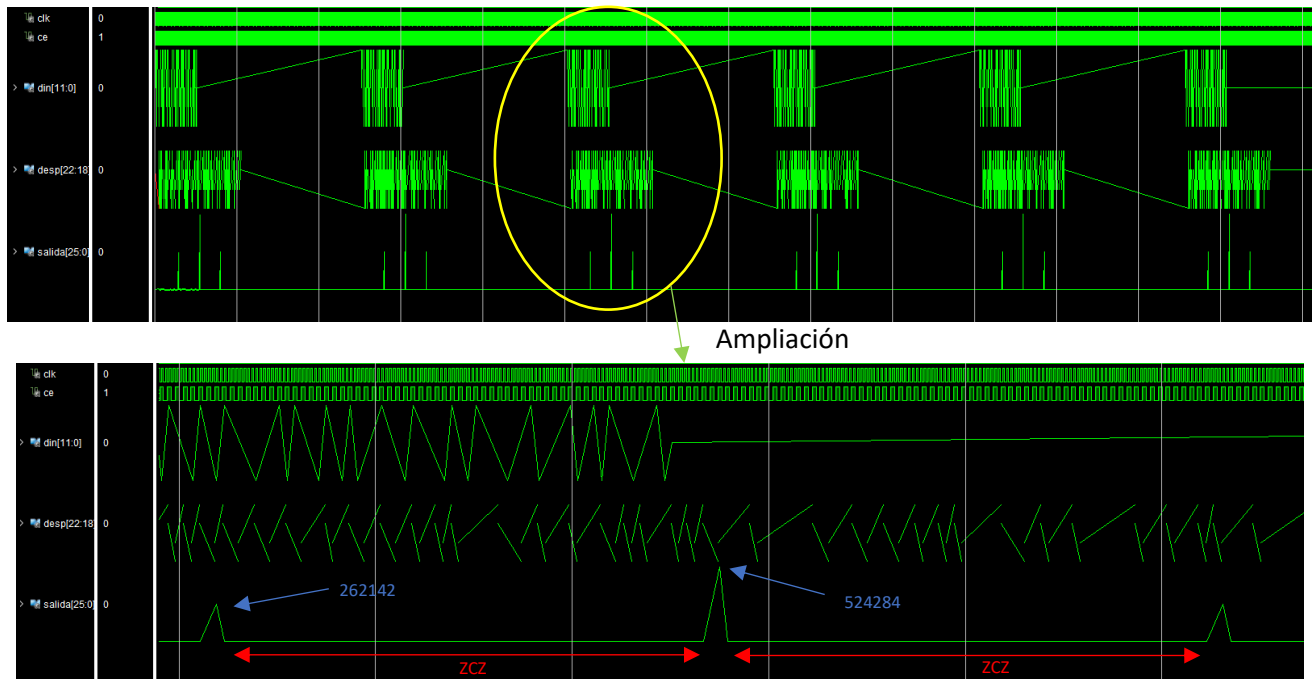 clk 0
ce 1
din[11:0] 0
desp[22:18] 0
salida[25:0] 0
Ampliación
clk 0
ce 1
din[11:0] 0
desp[22:18 0
salida[25:0] 0
262142
524284
ZCZ ZCZ